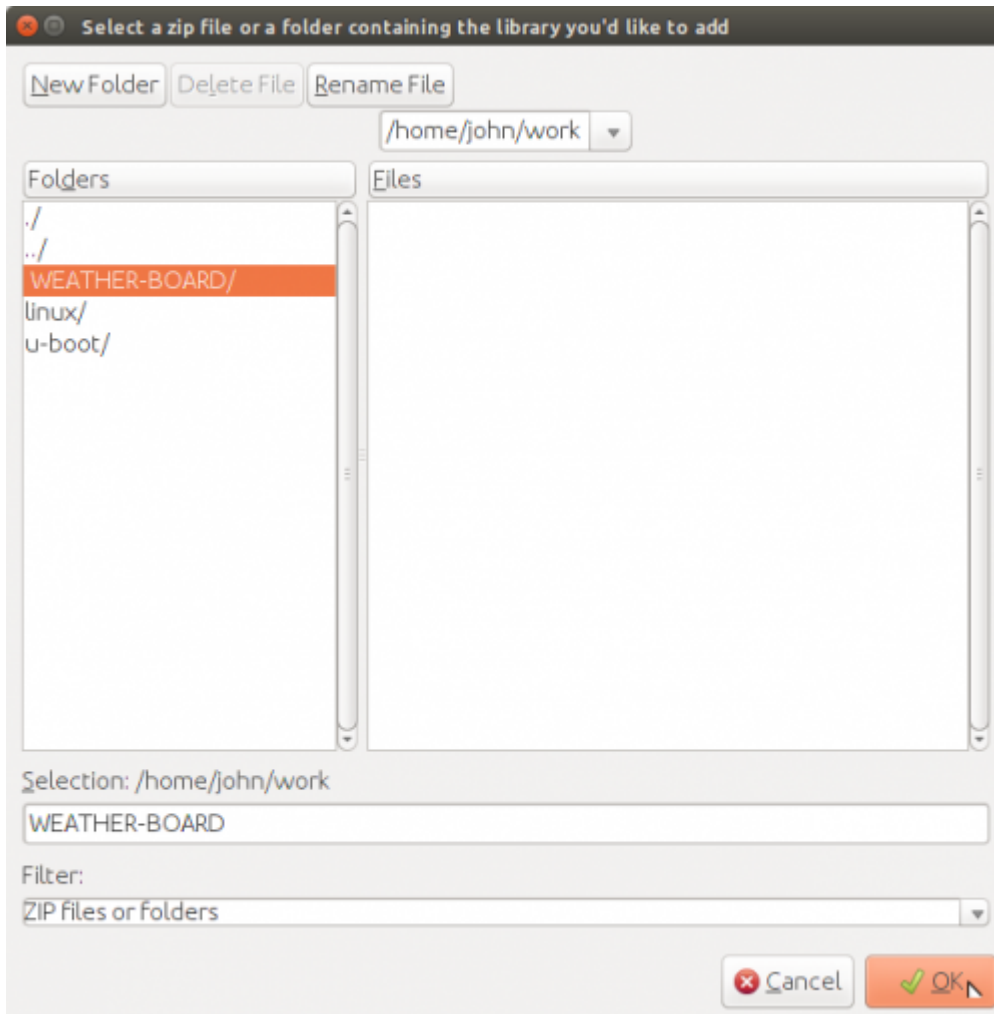 Select a zip file or a folder containing the library you'd like to add
New Folder Delete File Rename File
/home/john/work
Folders Files
./
../
WEATHER-BOARD/
linux/
u-boot/
Selection: /home/john/work
WEATHER-BOARD
Filter:
ZIP files or folders
Cancel OK